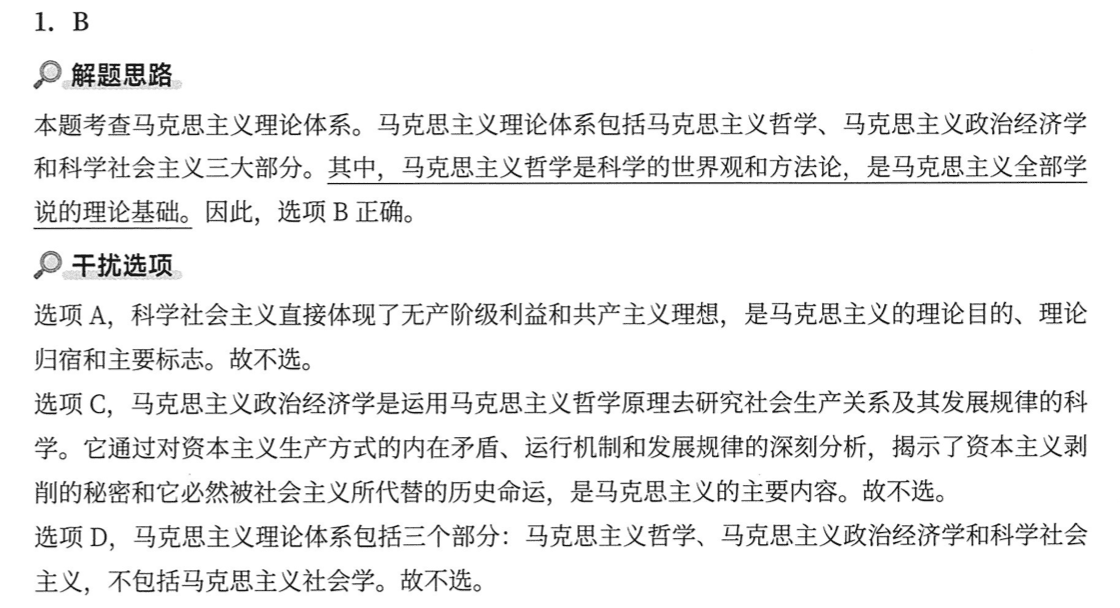 1. B
解题思路
本题考查马克思主义理论体系。马克思主义理论体系包括马克思主义哲学、马克思主义政治经济学
和科学社会主义三大部分。其中，马克思主义哲学是科学的世界观和方法论，是马克思主义全部学
说的理论基础。因此，选项 B 正确。
干扰选项
选项 A，科学社会主义直接体现了无产阶级利益和共产主义理想，是马克思主义的理论目的、理论
归宿和主要标志。故不选。
选项 C，马克思主义政治经济学是运用马克思主义哲学原理去研究社会生产关系及其发展规律的科
学。它通过对资本主义生产方式的内在矛盾、运行机制和发展规律的深刻分析，揭示了资本主义剥
削的秘密和它必然被社会主义所代替的历史命运，是马克思主义的主要内容。故不选。
选项 D，马克思主义理论体系包括三个部分：马克思主义哲学、马克思主义政治经济学和科学社会
主义，不包括马克思主义社会学。故不选。